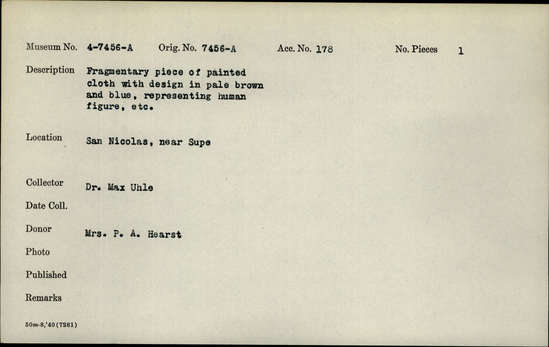 Museum No. 4-7456-A Orig. No. 7456-A Acc. No. 178 No. Pieces 1
Description Fragmentary piece of painted
cloth with design in pale brown
and blue, representing human
figure, etc.
Location San Nicolas, near Supe
Collector Dr. Max Uhle
Date Coll.
Donor Mrs. P. A. Hearst
Photo
Published
Remarks
50m-8,'40(7281)